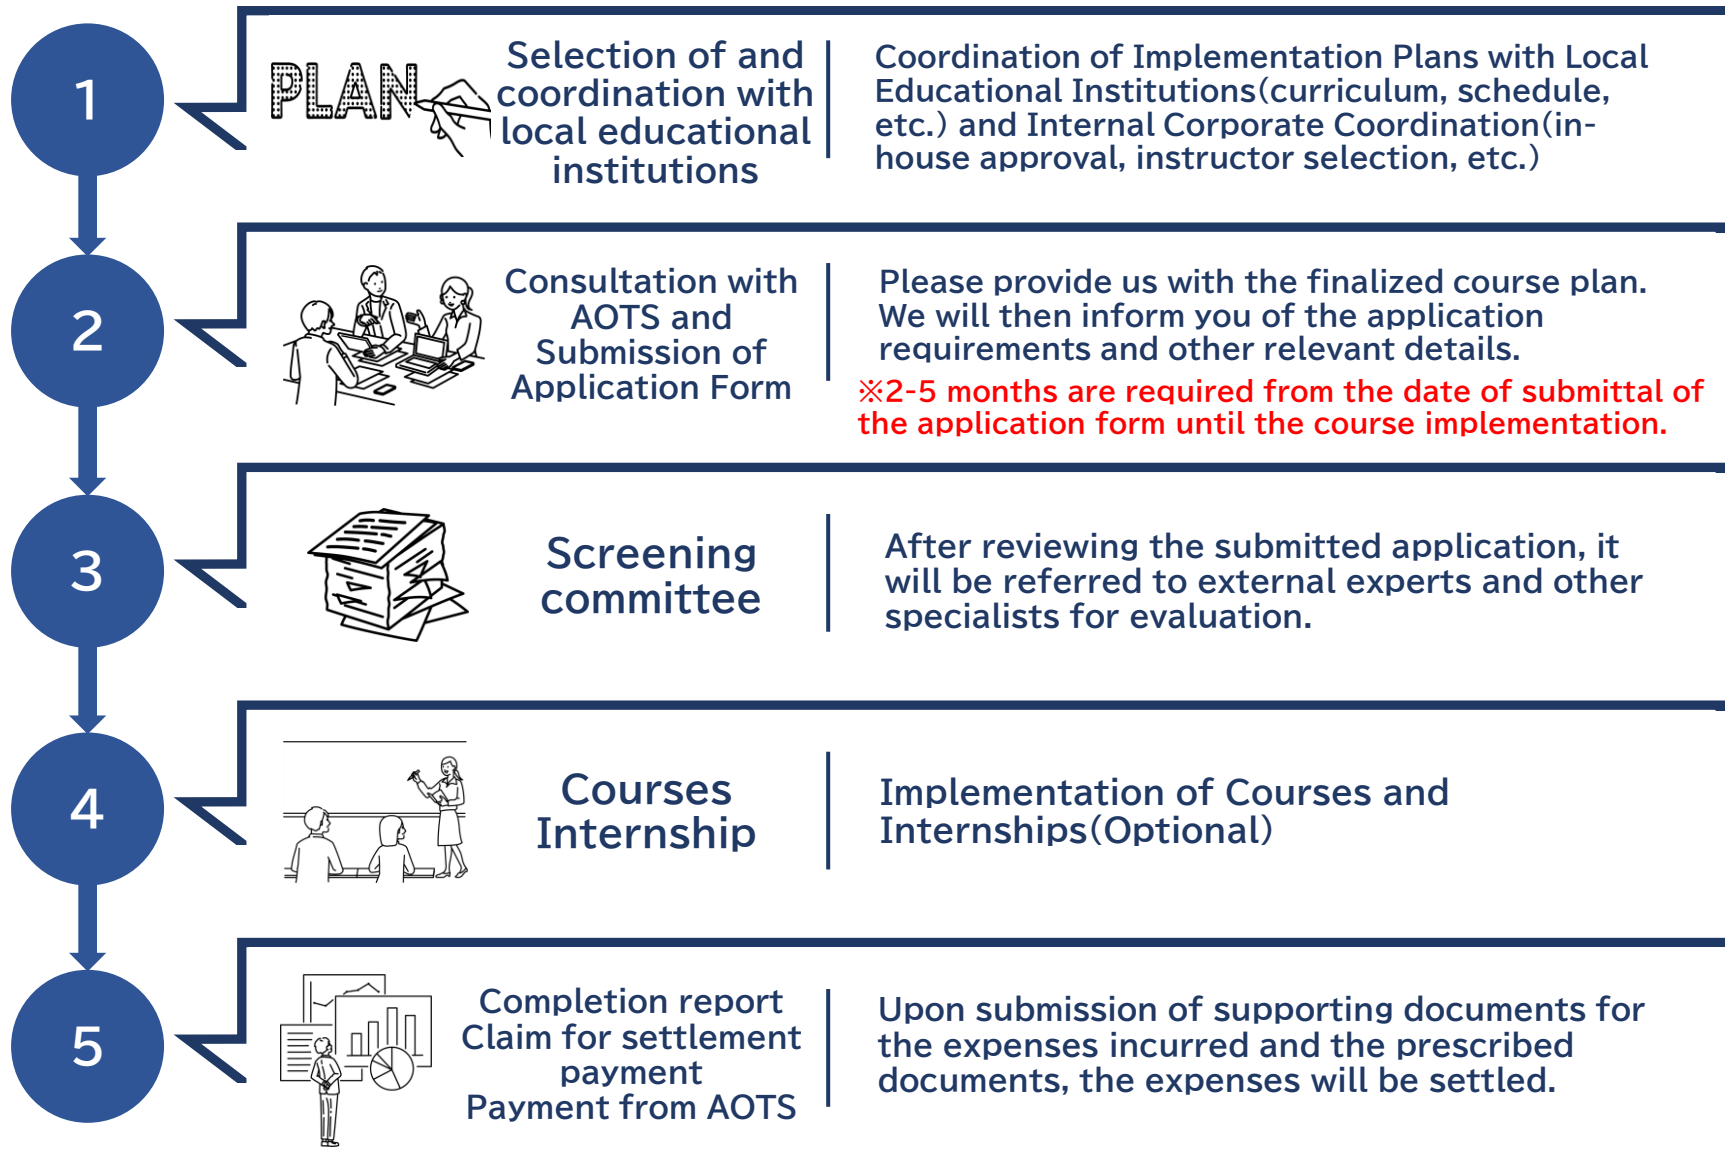 1
PLAN
Selection of and
coordination with
local educational
institutions
Coordination of Implementation Plans with Local
Educational Institutions(curriculum, schedule,
etc.) and Internal Corporate Coordination(in-
house approval, instructor selection, etc.)
2
Consultation with
AOTS and
Submission of
Application Form
Please provide us with the finalized course plan.
We will then inform you of the application
requirements and other relevant details.
※2-5 months are required from the date of submittal of
the application form until the course implementation.
3
Screening
committee
After reviewing the submitted application, it
will be referred to external experts and other
specialists for evaluation.
4
Courses
Internship
Implementation of Courses and
Internships(Optional)
5
Completion report
Claim for settlement
payment
Payment from AOTS
Upon submission of supporting documents for
the expenses incurred and the prescribed
documents, the expenses will be settled.